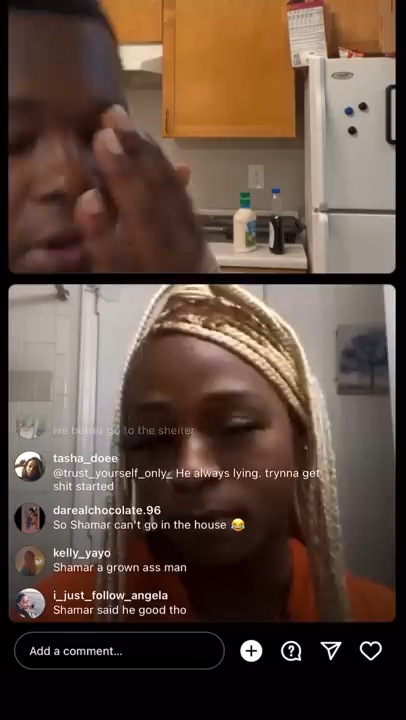 He better go to the shelter
tasha_doee
@trust_yourself_only_ He always lying. trynna get
shit started
darealchocolate.96
So Shamar can't go in the house 😂
kelly_yayo
Shamar a grown ass man
i_just_follow_angela
Shamar said he good tho
Add a comment...